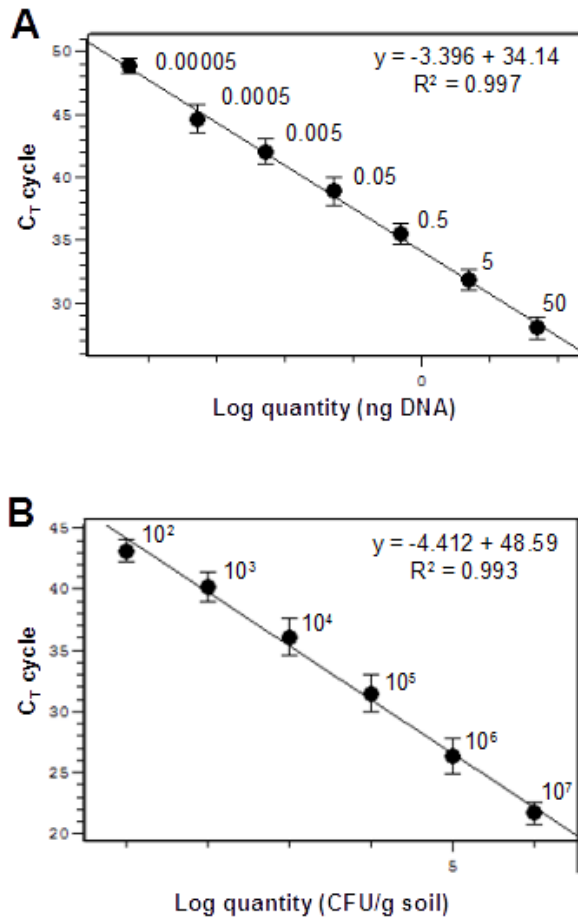 A
y = -3.396 + 34.14
R² = 0.997
50
45
40
35
30
C_T cycle
0.00005
0.0005
0.005
0.05
0.5
5
50
0
Log quantity (ng DNA)
B
y = -4.412 + 48.59
R² = 0.993
45
40
35
30
25
20
C_T cycle
10²
10³
10⁴
10⁵
10⁶
10⁷
5
Log quantity (CFU/g soil)